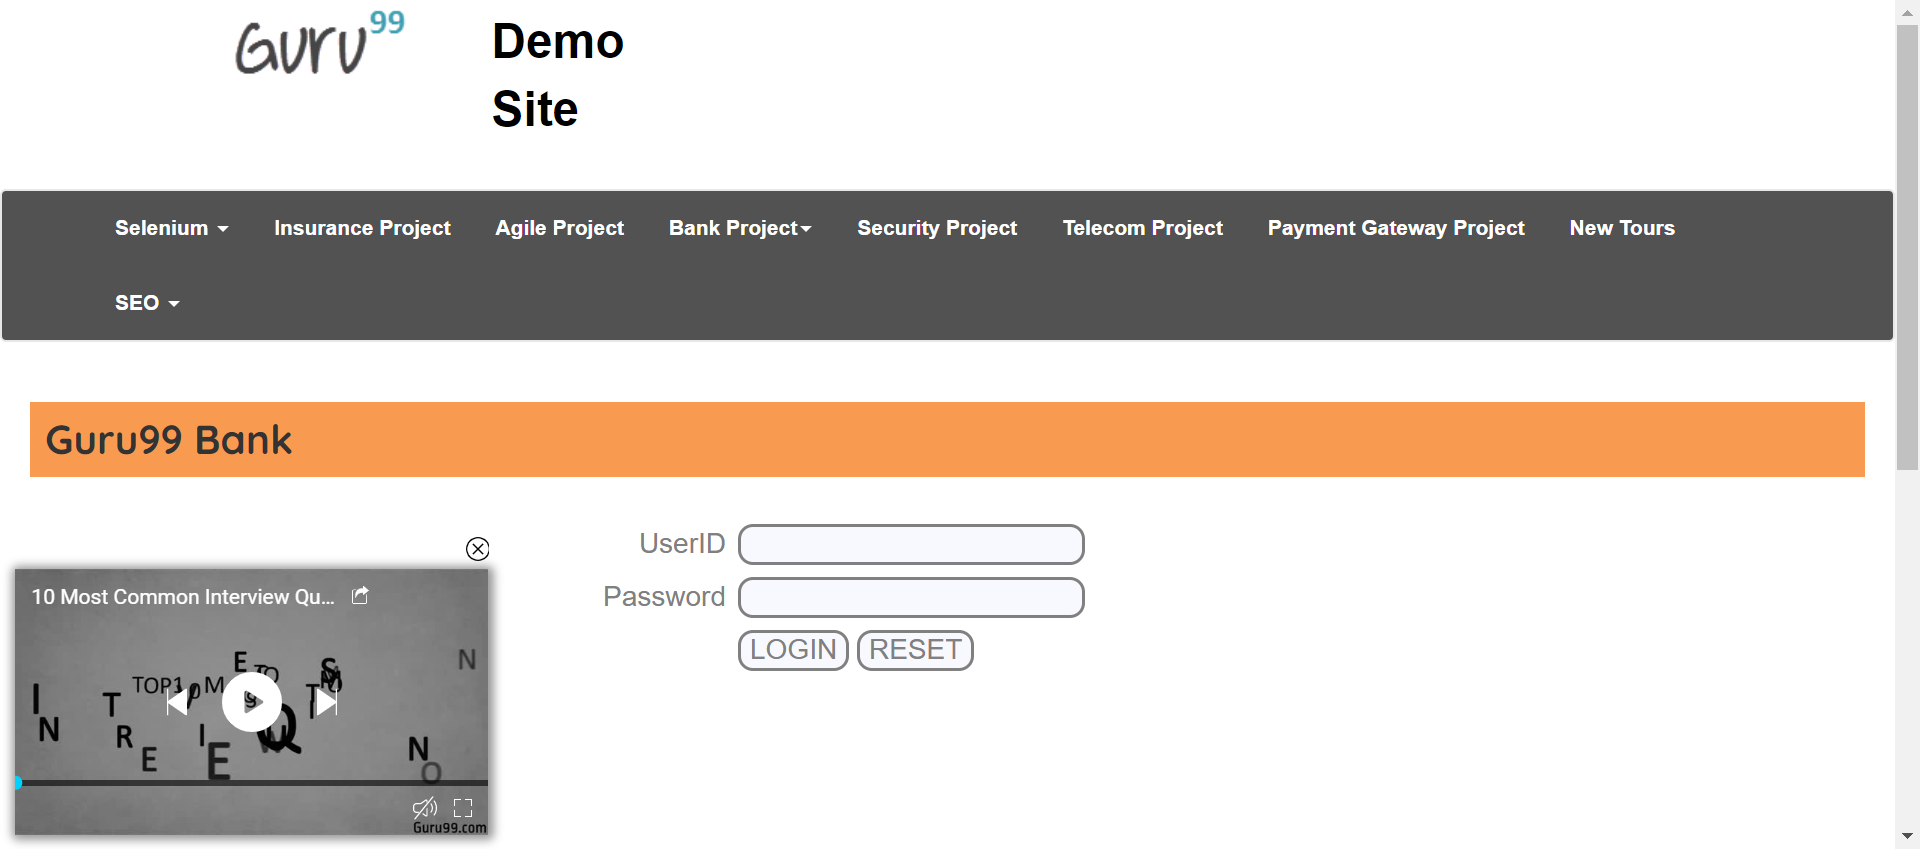 Guru99
Demo
Site
Selenium
Insurance Project
Agile Project
Bank Project
Security Project
Telecom Project
Payment Gateway Project
New Tours
SEO
Guru99 Bank
UserID
Password
LOGIN RESET
10 Most Common Interview Qu...
Guru99.com